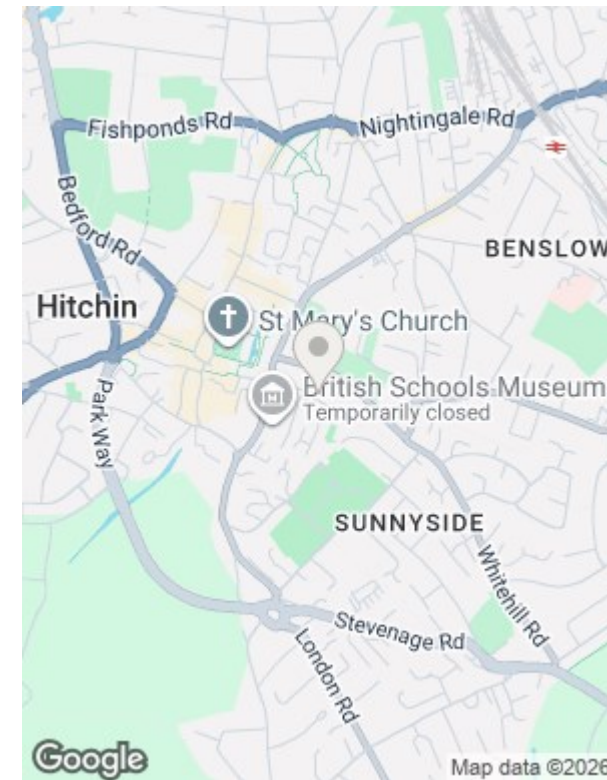 Fishponds Rd
Nightingale Rd
Bedford Rd
BENSLOW
Hitchin
St Mary's Church
British Schools Museum
Temporarily closed
Park Way
SUNNYSIDE
Whitehill Rd
Stevenage Rd
London Rd
Google
Map data ©2026